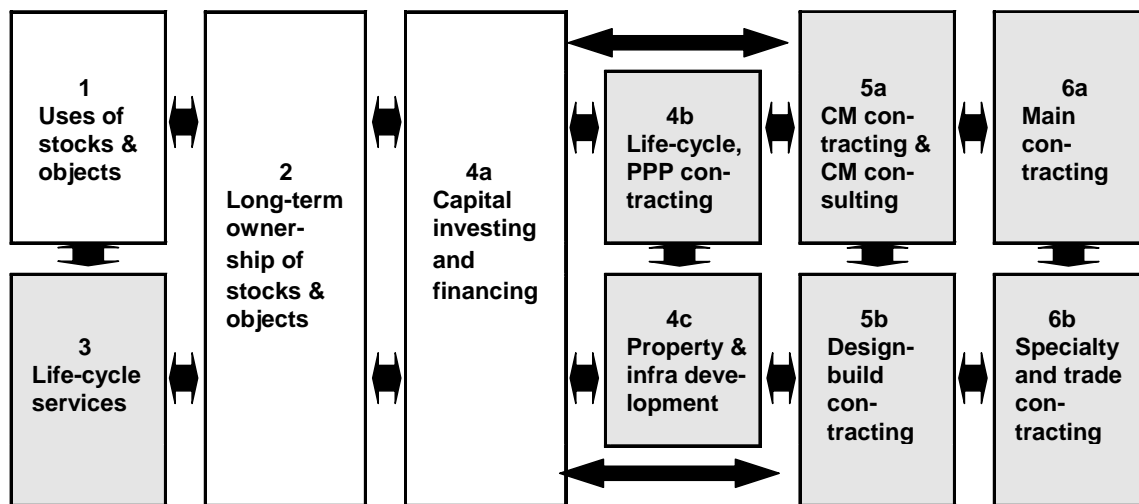 1
Uses of
stocks &
objects
3
Life-cycle
services
2
Long-term
owner-
ship of
stocks &
objects
4a
Capital
investing
and
financing
4b
Life-cycle,
PPP con-
tracting
4c
Property &
infra deve-
lopment
5a
CM con-
tracting &
CM con-
sulting
5b
Design-
build
con-
tracting
6a
Main
con-
tracting
6b
Specialty
and trade
con-
tracting